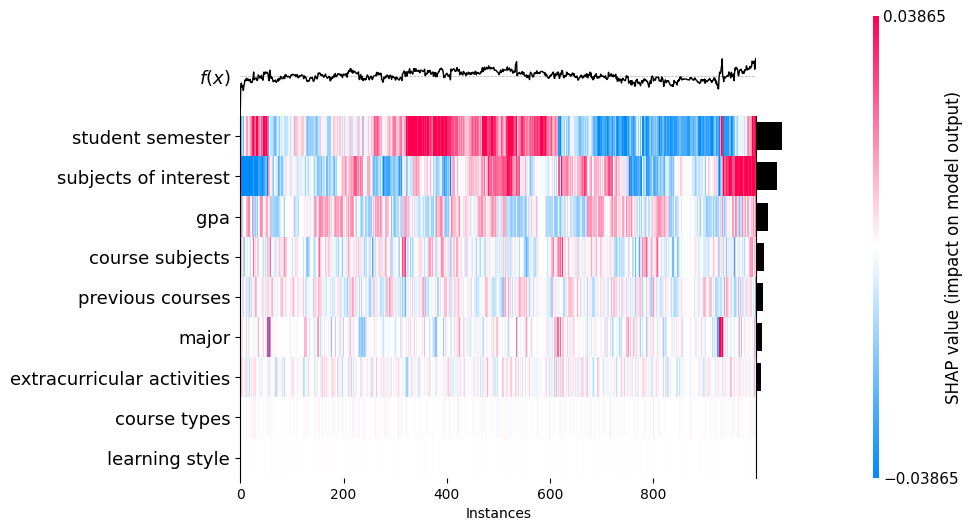 0.03865
f(x)
student semester
subjects of interest
gpa
course subjects
previous courses
major
extracurricular activities
course types
learning style
0 200 400 600 800
Instances
−0.03865
SHAP value (impact on model output)